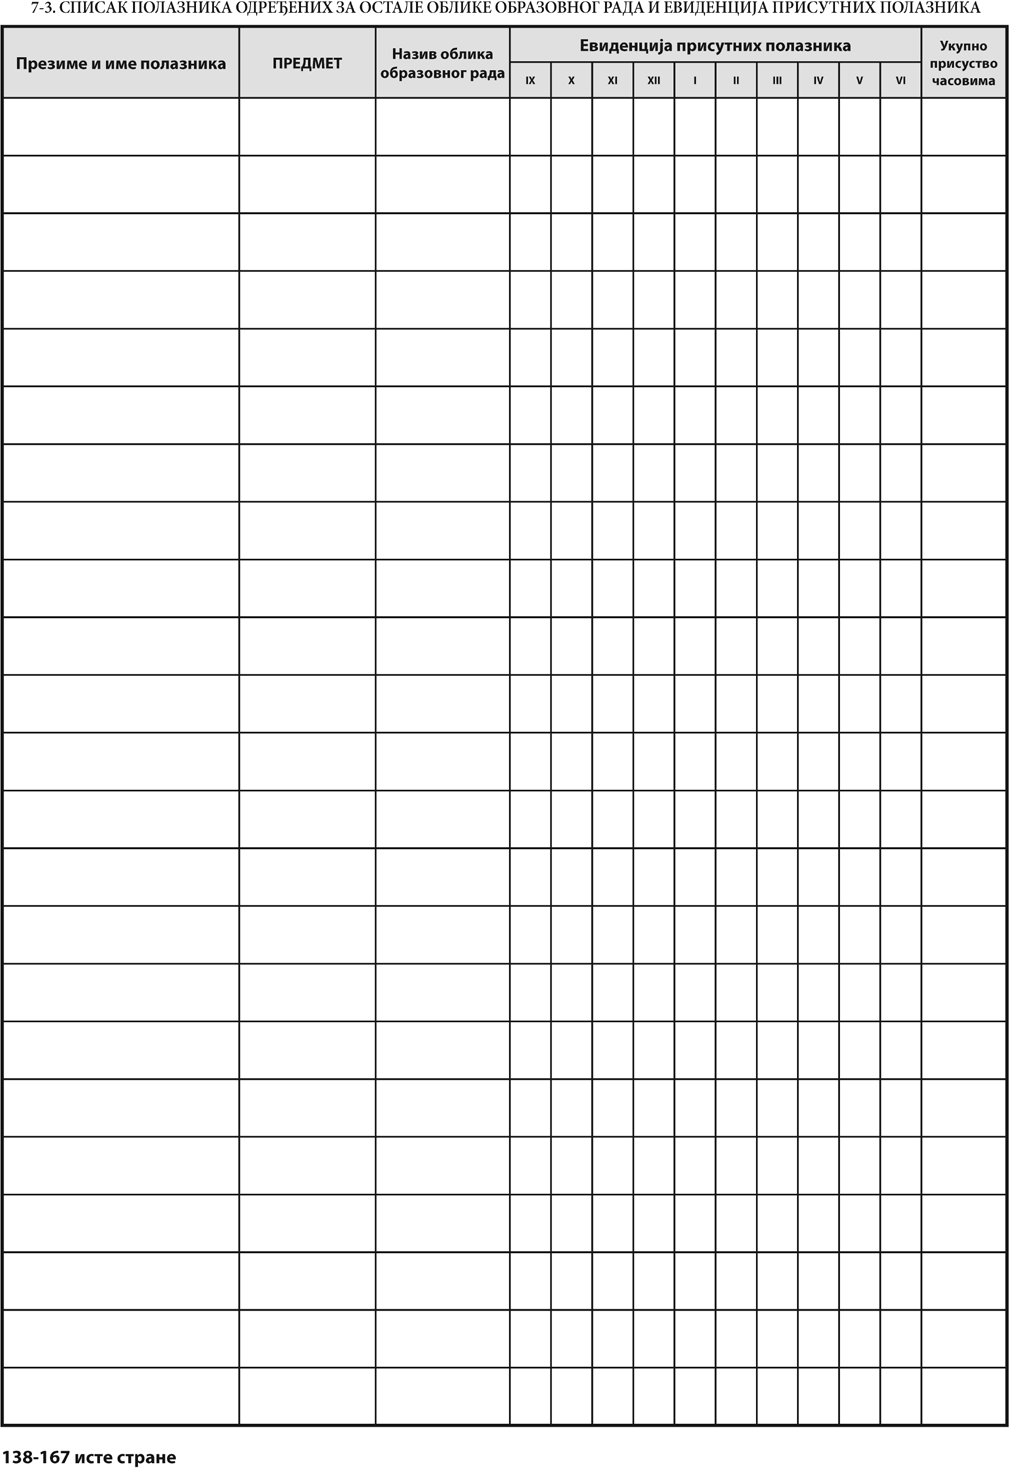 7-3. СПИСАК ПОЛАЗНИКА ОДРЕЂЕНИХ ЗА ОСТАЛЕ ОБЛИКЕ ОБРАЗОВНОГ РАДА И ЕВИДЕНЦИЈА ПРИСУТНИХ ПОЛАЗНИКА
Презиме и име полазника
ПРЕДМЕТ
Назив облика
образовног рада
Евиденција присутних полазника
IX X XI XII I II III IV V VI
Укупно
присуство
часовима
138-167 исте стране